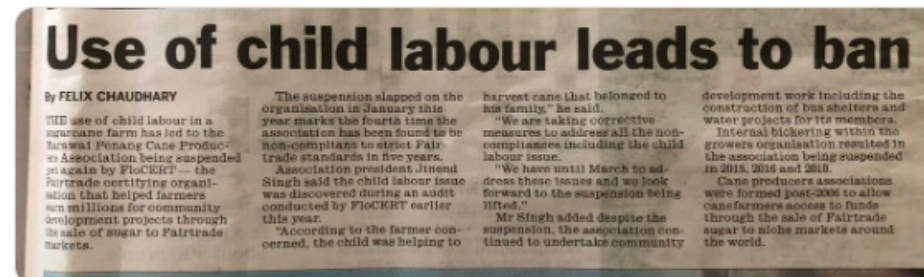 Use of child labour leads to ban
By FELIX CHAUDHARY
THE use of child labour in a
sugarcane farm has led to the
Rarawai Penang Cane Produc-
ers Association being suspended
yet again by FloCERT — the
Fairtrade certifying organi-
sation that helped farmers
earn millions for community
development projects through
the sale of sugar to Fairtrade
markets.
The suspension slapped on the
organisation in January this
year marks the fourth time the
association has been found to be
non-compliant to strict Fair-
trade standards in five years.
Association president Jinend
Singh said the child labour issue
was discovered during an audit
conducted by FloCERT earlier
this year.
"According to the farmer con-
cerned, the child was helping to
harvest cane that belonged to
his family," he said.
"We are taking corrective
measures to address all the non-
compliances including the child
labour issue.
"We have until March to ad-
dress these issues and we look
forward to the suspension being
lifted."
Mr Singh added despite the
suspension, the association con-
tinued to undertake community
development work including the
construction of bus shelters and
water projects for its members.
Internal bickering within the
growers organisation resulted in
the association being suspended
in 2015, 2016 and 2018.
Cane producers associations
were formed post-2006 to allow
canefarmers access to funds
through the sale of Fairtrade
sugar to niche markets around
the world.